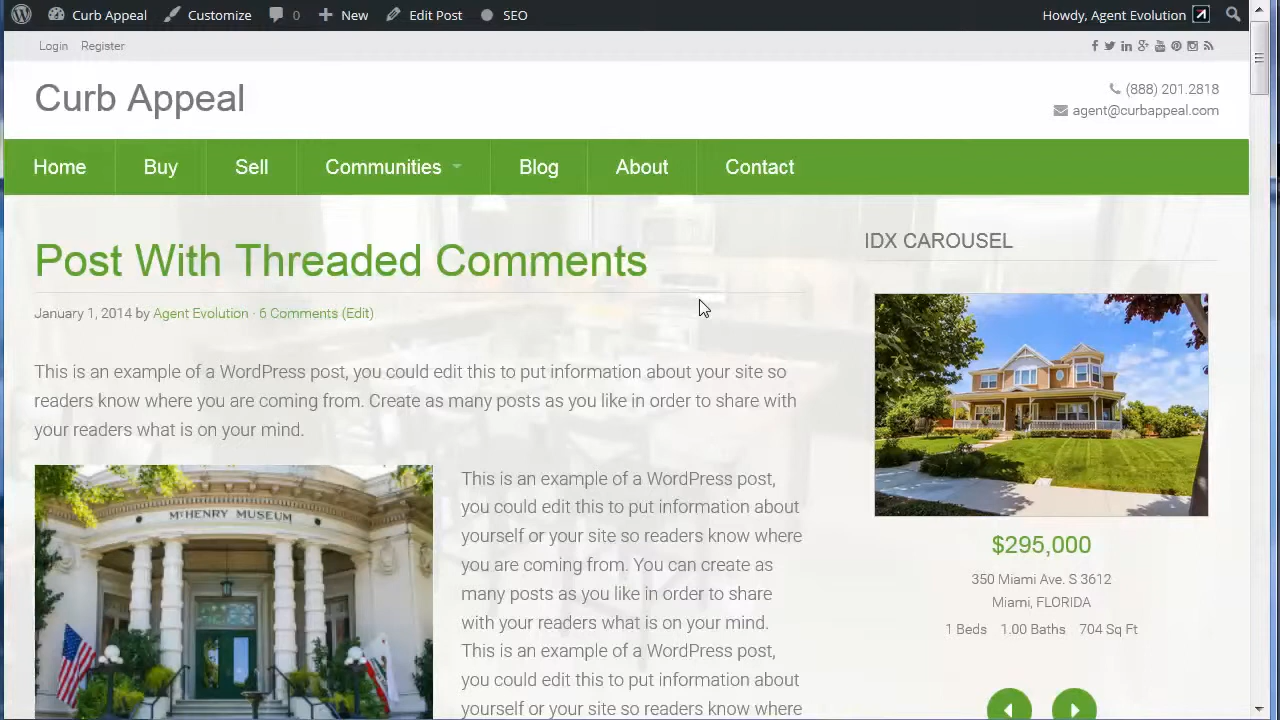 Curb Appeal Customize 0 New Edit Post SEO Howdy, Agent Evolution
Login Register
Curb Appeal
(888) 201.2818
agent@curbappeal.com
Home Buy Sell Communities Blog About Contact
Post With Threaded Comments
January 1, 2014 by Agent Evolution · 6 Comments (Edit)
This is an example of a WordPress post, you could edit this to put information about your site so
readers know where you are coming from. Create as many posts as you like in order to share with
your readers what is on your mind.
McHENRY MUSEUM
This is an example of a WordPress post,
you could edit this to put information about
yourself or your site so readers know where
you are coming from. You can create as
many posts as you like in order to share
with your readers what is on your mind.
This is an example of a WordPress post,
you could edit this to put information about
yourself or your site so readers know where
IDX CAROUSEL
$295,000
350 Miami Ave. S 3612
Miami, FLORIDA
1 Beds 1.00 Baths 704 Sq Ft